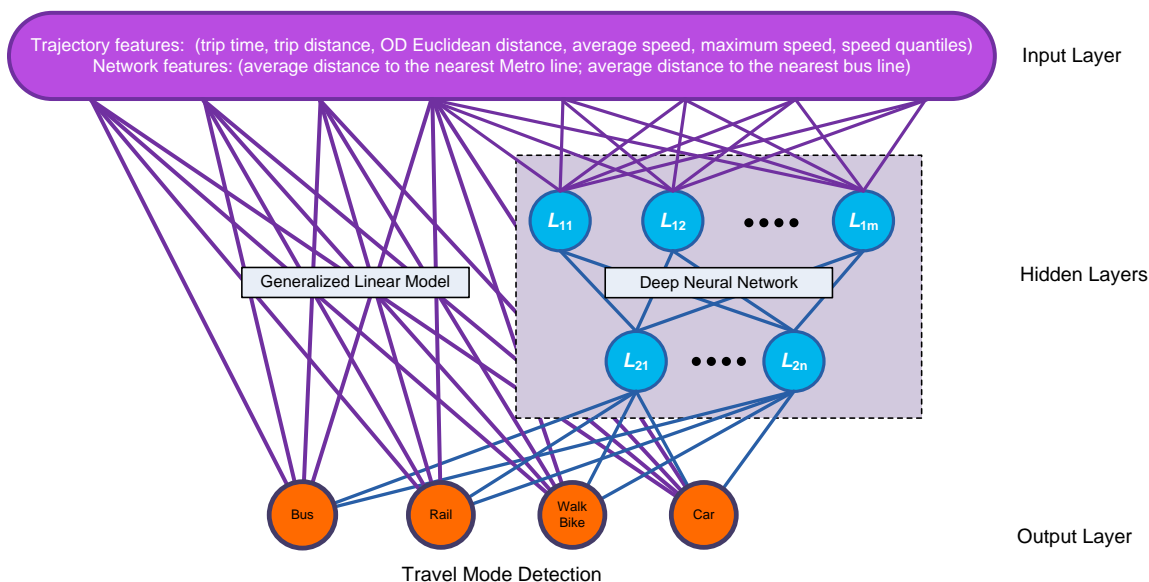 Trajectory features:  (trip time, trip distance, OD Euclidean distance, average speed, maximum speed, speed quantiles)
Network features: (average distance to the nearest Metro line; average distance to the nearest bus line)
Input Layer
L11
L12
L1m
Generalized Linear Model
Deep Neural Network
Hidden Layers
L21
L2n
Bus
Rail
Walk
Bike
Car
Output Layer
Travel Mode Detection